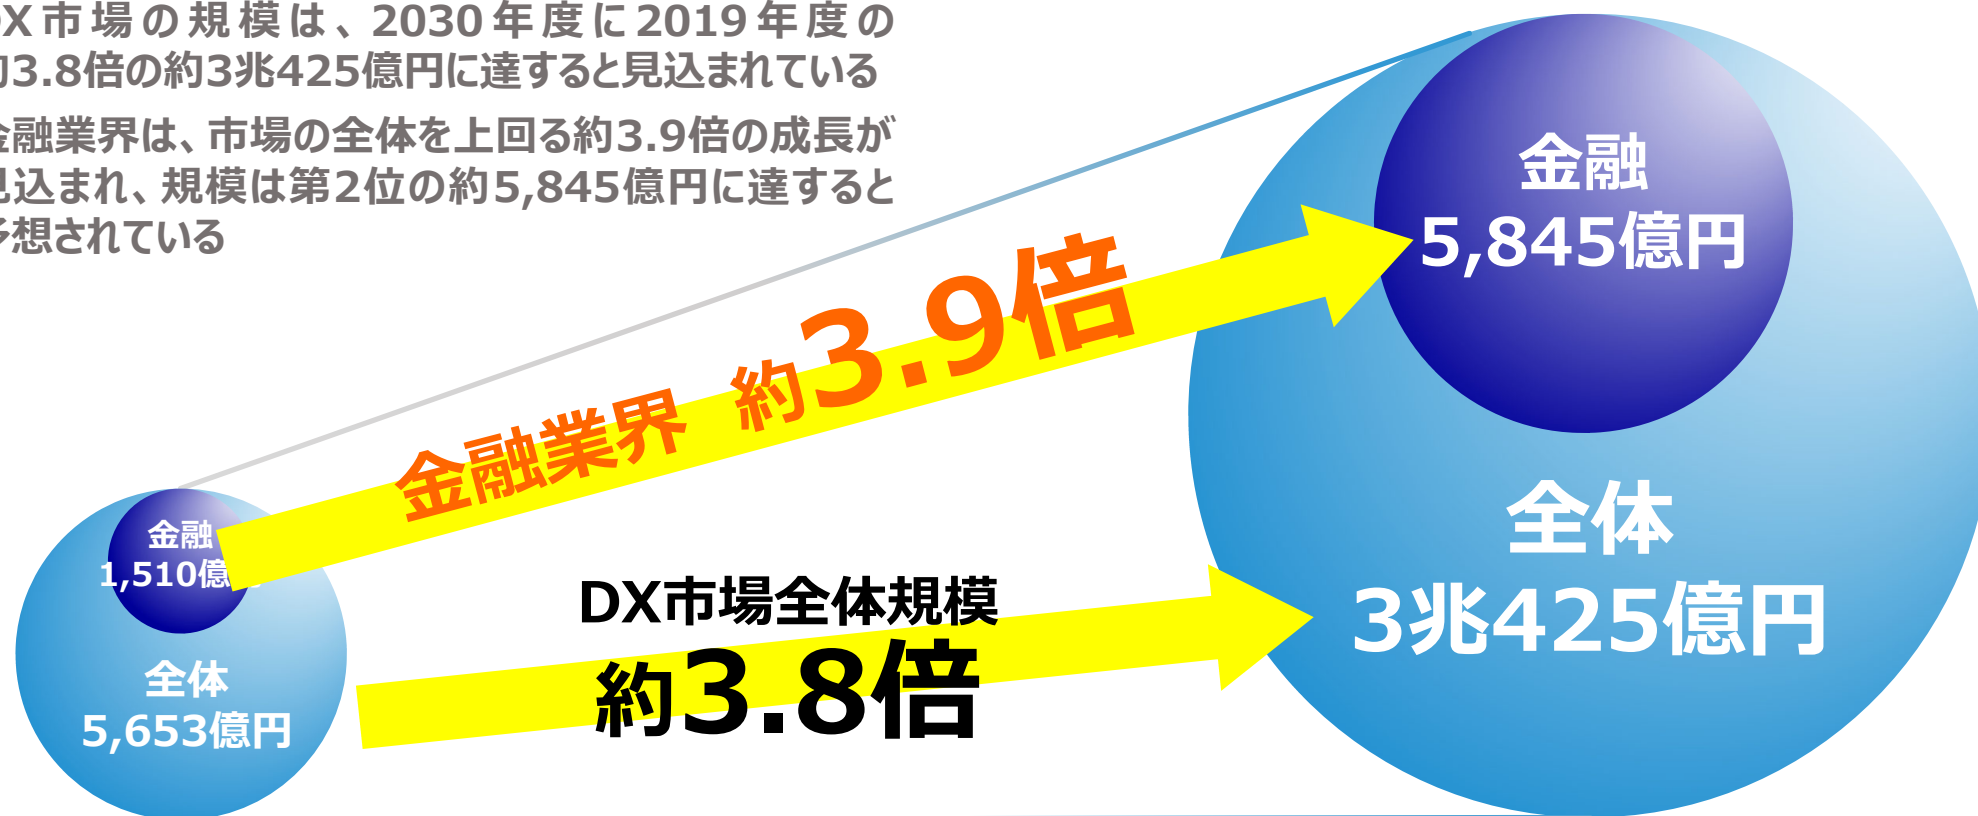 X市場の規模は、2030年度に2019年度の
3.8倍の約3兆425億円に達すると見込まれている
金融業界は、市場の全体を上回る約3.9倍の成長が
見込まれ、規模は第2位の約5,845億円に達すると
予想されている
金融
5,845億円
金融業界 約3.9倍
全体
3兆425億円
金融
1,510億
DX市場全体規模
約3.8倍
全体
5,653億円